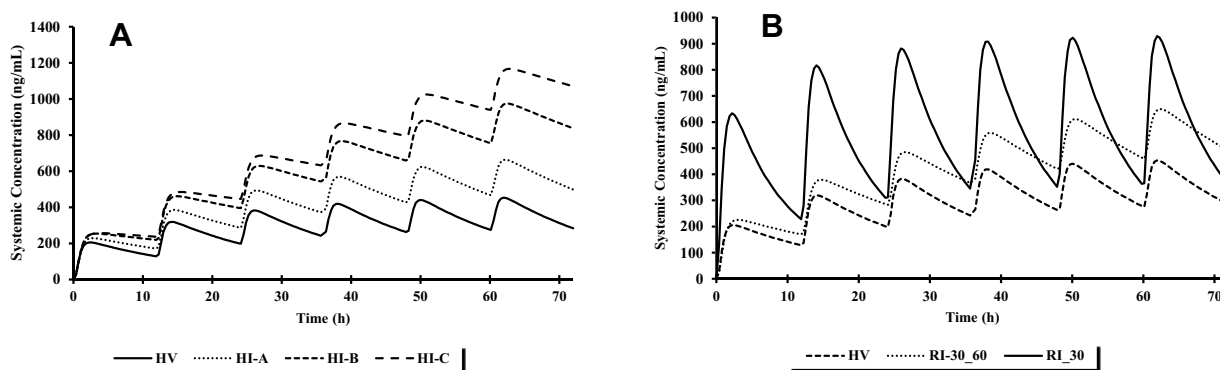 A
Systemic Concentration (ng/mL)
1400
1200
1000
800
600
400
200
0
0 10 20 30 40 50 60 70
Time (h)
HV HI-A HI-B HI-C
B
Systemic Concentration (ng/mL)
1000
900
800
700
600
500
400
300
200
100
0
0 10 20 30 40 50 60 70
Time (h)
HV RI-30_60 RI_30